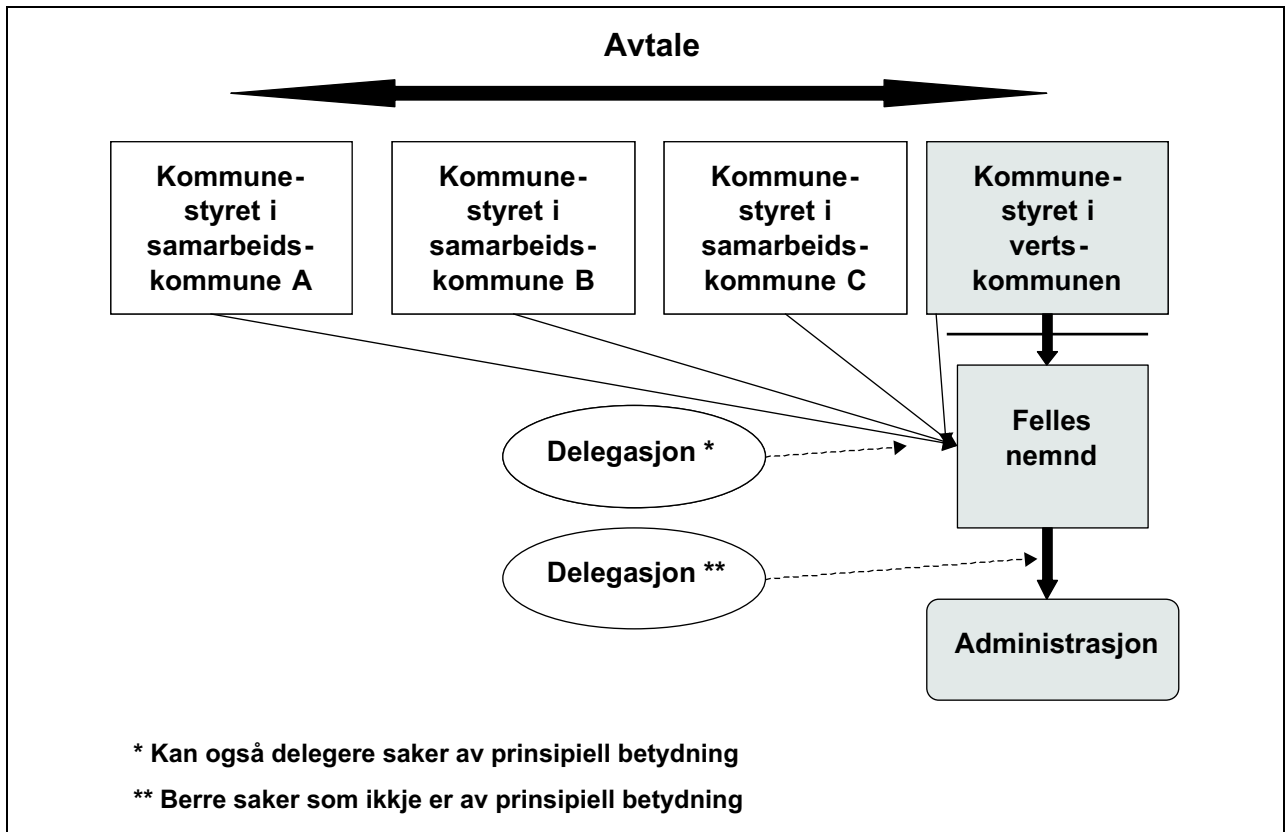 Avtale
Kommune-
styret i
samarbeids-
kommune A
Kommune-
styret i
samarbeids-
kommune B
Kommune-
styret i
samarbeids-
kommune C
Kommune-
styret i
verts-
kommunen
Delegasjon *
Felles
nemnd
Delegasjon **
Administrasjon
* Kan også delegere saker av prinsipiell betydning
** Berre saker som ikkje er av prinsipiell betydning